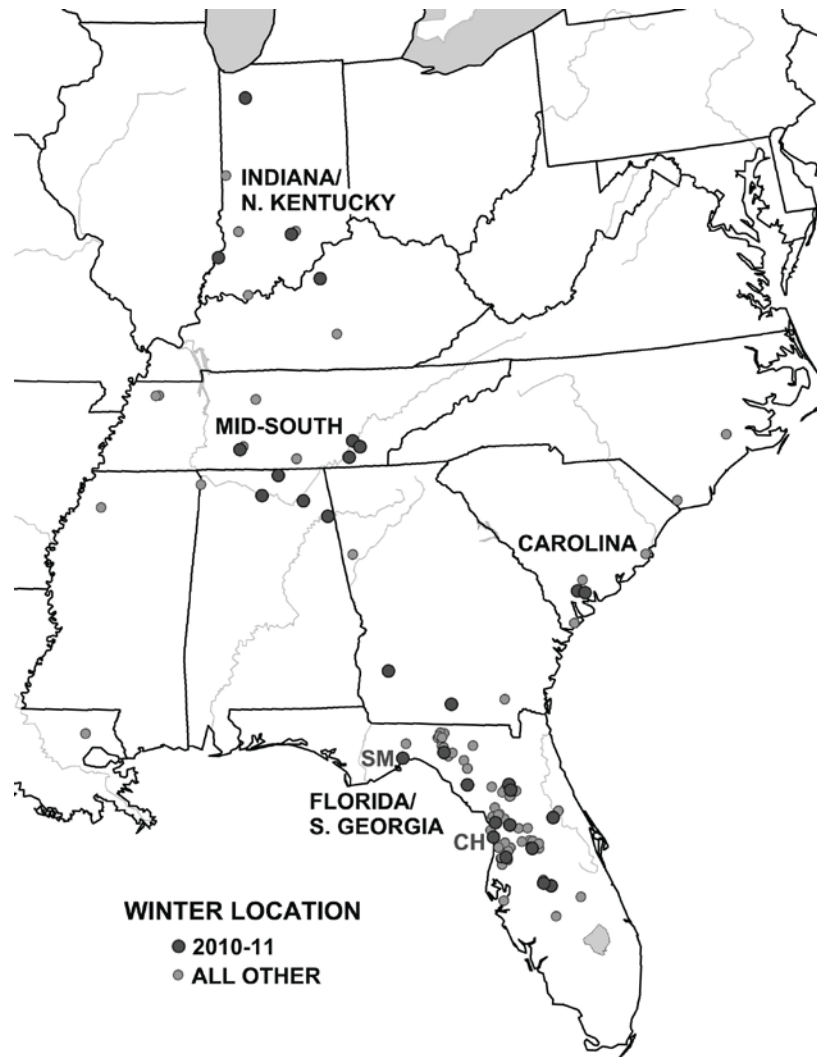 INDIANA/
N. KENTUCKY
MID-SOUTH
CAROLINA
SM
FLORIDA/
S. GEORGIA
CH
WINTER LOCATION
2010-11
ALL OTHER